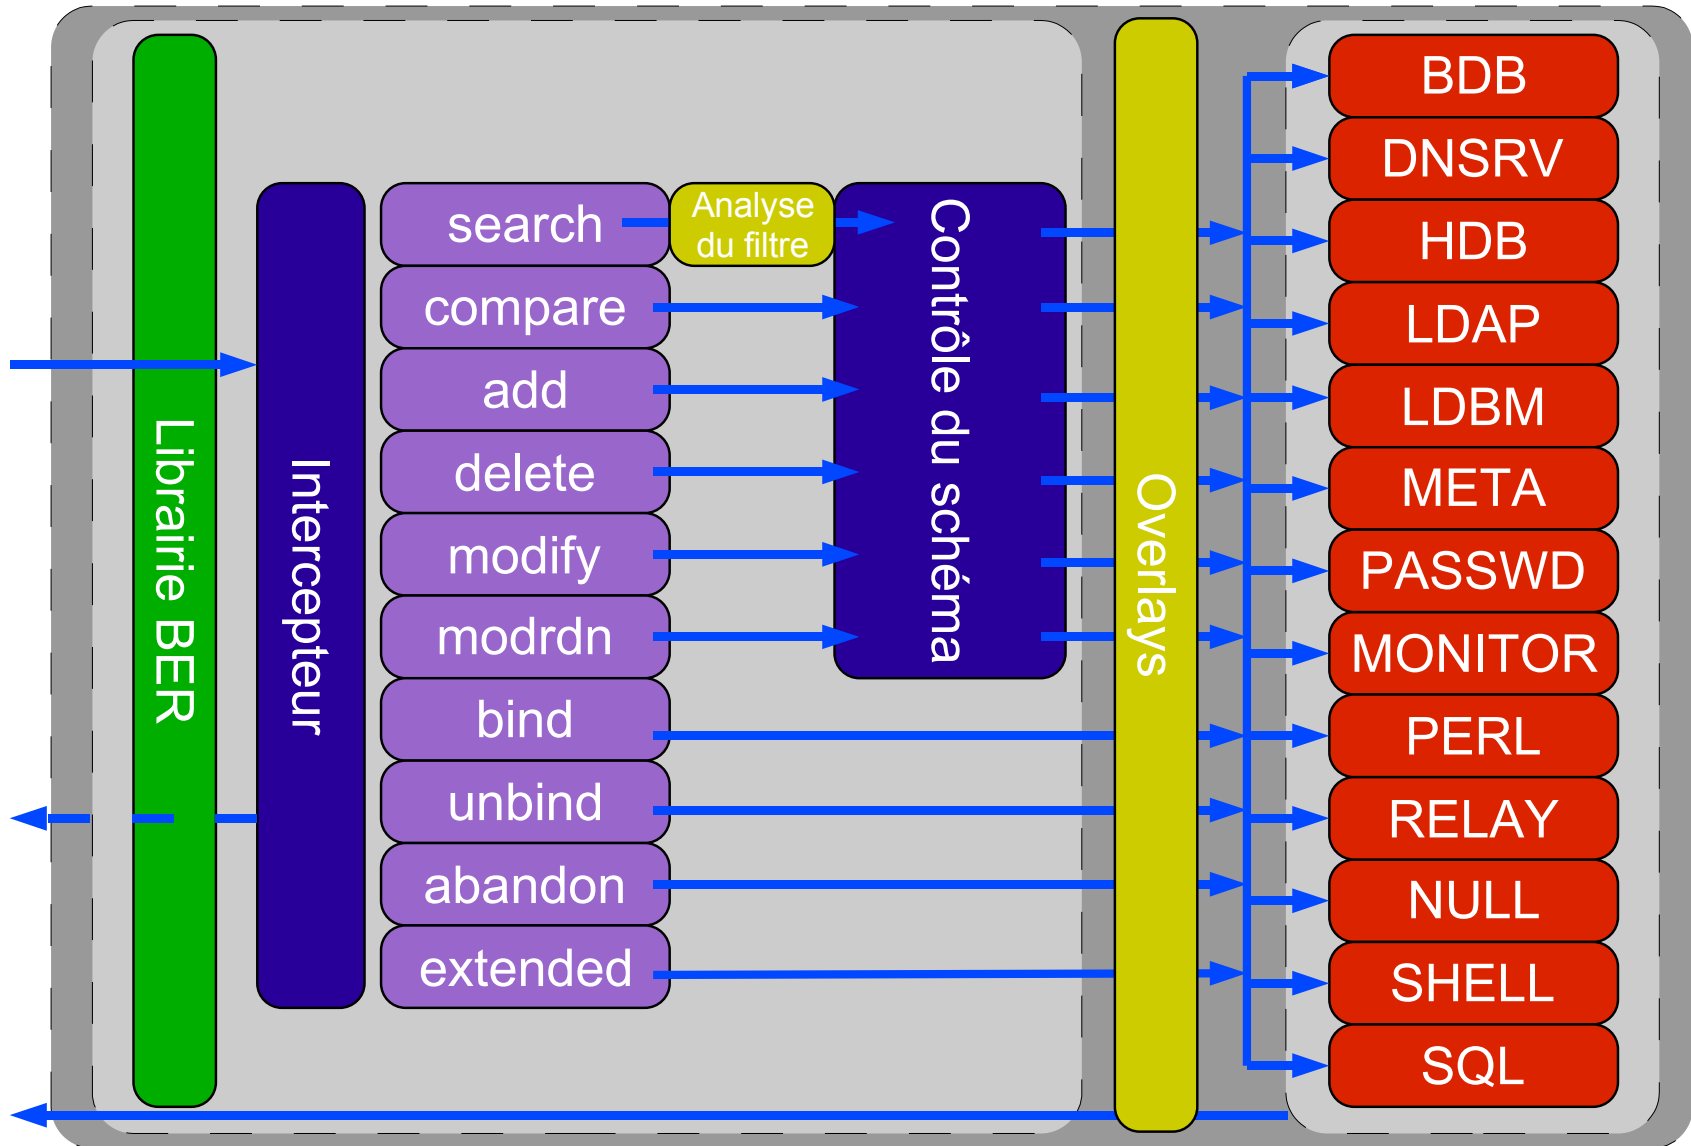 Librairie BER
Intercepteur
search
compare
add
delete
modify
modrdn
bind
unbind
abandon
extended
Analyse
du filtre
Contrôle du schéma
Overlays
BDB
DNSRV
HDB
LDAP
LDBM
META
PASSWD
MONITOR
PERL
RELAY
NULL
SHELL
SQL